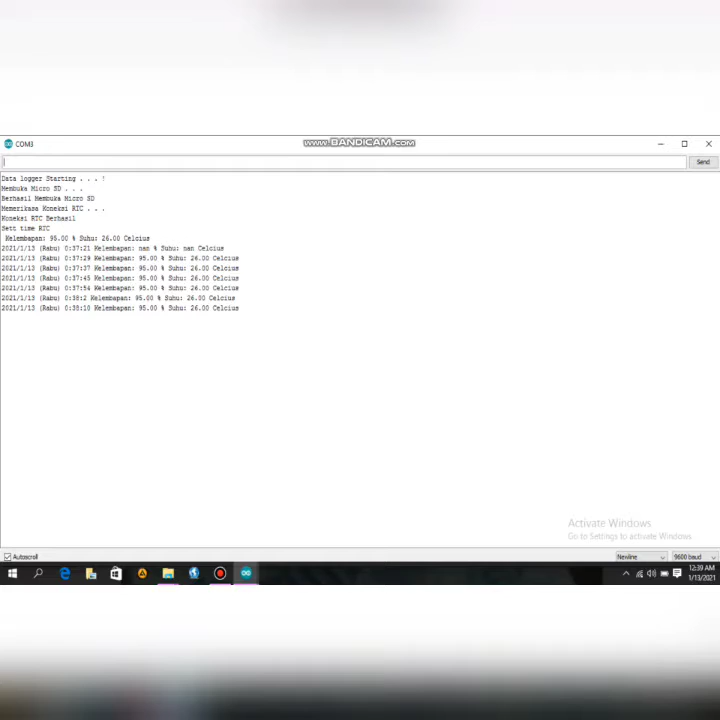 COM3
www.BANDICAM.com
Send
Data logger Starting . . . !
Membuka Micro SD . . .
Berhasil Membuka Micro SD
Memerikasa Koneksi RTC . . .
Koneksi RTC Berhasil
Sett time RTC
Kelembapan: 95.00 % Suhu: 26.00 Celcius
2021/1/13 (Rabu) 0:37:21 Kelembapan: nan % Suhu: nan Celcius
2021/1/13 (Rabu) 0:37:29 Kelembapan: 95.00 % Suhu: 26.00 Celcius
2021/1/13 (Rabu) 0:37:37 Kelembapan: 95.00 % Suhu: 26.00 Celcius
2021/1/13 (Rabu) 0:37:45 Kelembapan: 95.00 % Suhu: 26.00 Celcius
2021/1/13 (Rabu) 0:37:54 Kelembapan: 95.00 % Suhu: 26.00 Celcius
2021/1/13 (Rabu) 0:38:2 Kelembapan: 95.00 % Suhu: 26.00 Celcius
2021/1/13 (Rabu) 0:38:10 Kelembapan: 95.00 % Suhu: 26.00 Celcius
Activate Windows
Go to Settings to activate Windows.
Autoscroll
Newline
9600 baud
12:39 AM
1/13/2021